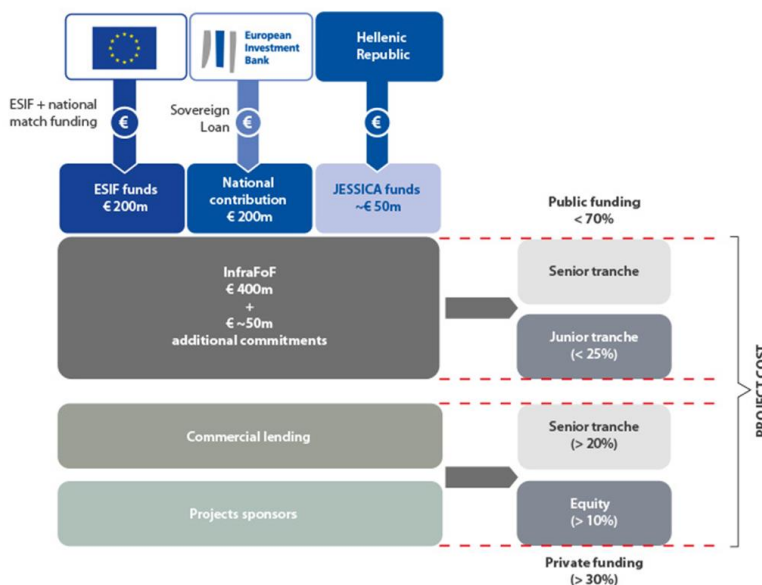 European
Investment
Bank
Hellenic
Republic
ESIF + national
match funding
€
Sovereign
Loan
€
€
ESIF funds
€ 200m
National
contribution
€ 200m
JESSICA funds
~€ 50m
Public funding
< 70%
InfraFoF
€ 400m
+
€ ~50m
additional commitments
Senior tranche
Junior tranche
(< 25%)
PROJECT COST
Commercial lending
Senior tranche
(> 20%)
Projects sponsors
Equity
(> 10%)
Private funding
(> 30%)